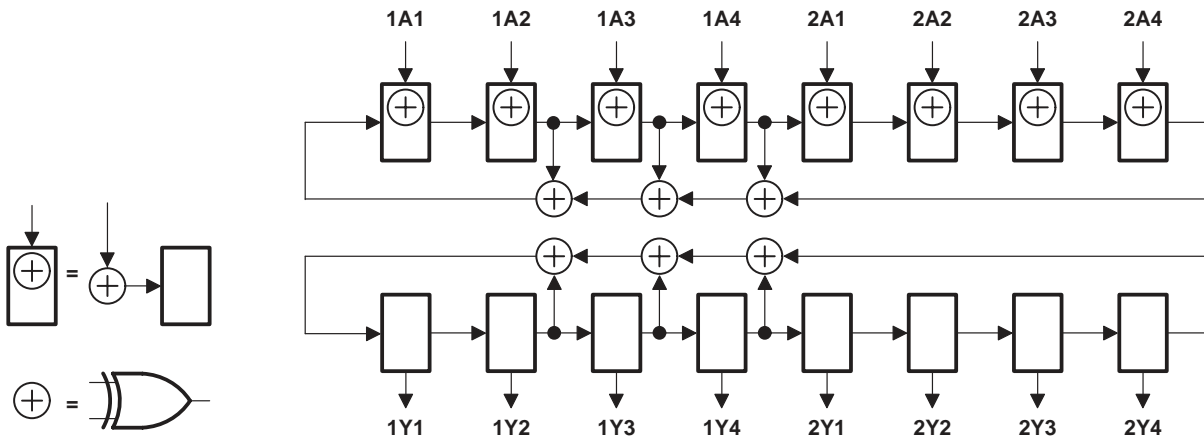 1A1 1A2 1A3 1A4 2A1 2A2 2A3 2A4
=
=
1Y1 1Y2 1Y3 1Y4 2Y1 2Y2 2Y3 2Y4